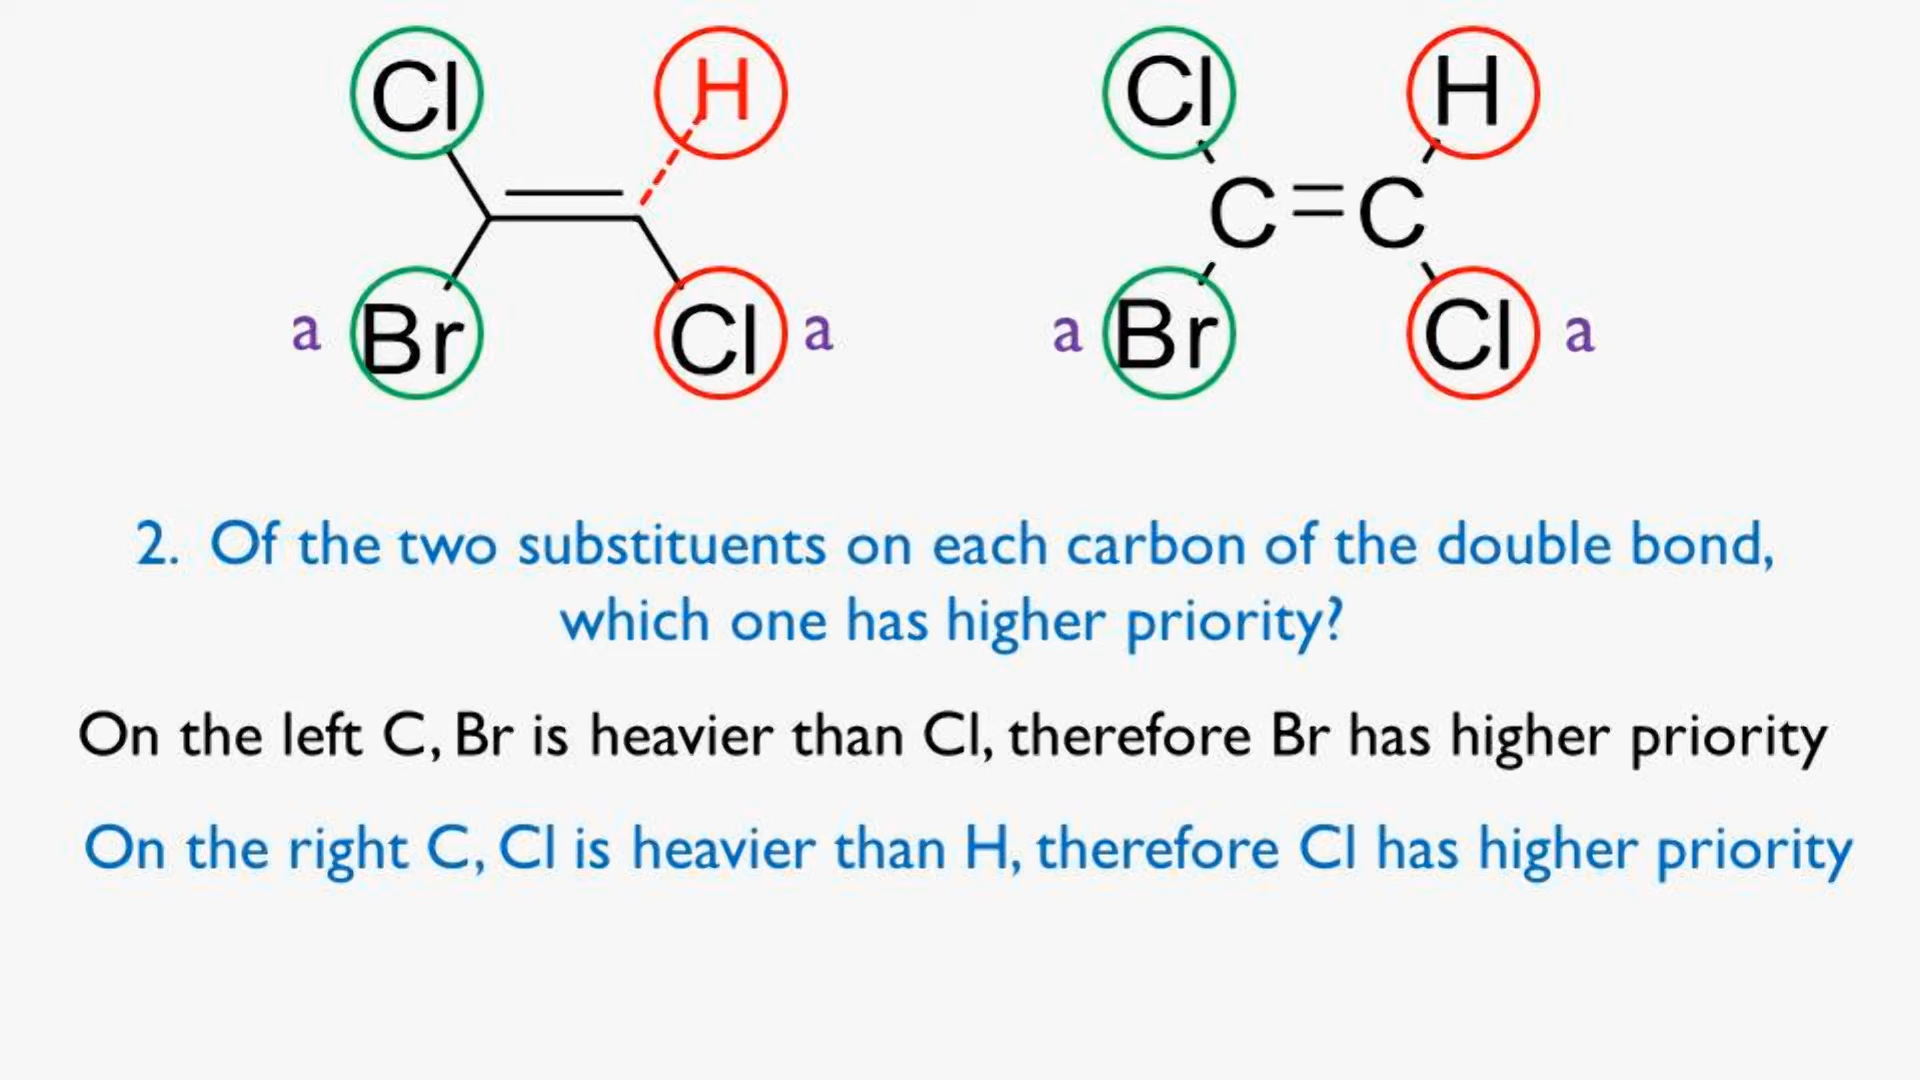 Cl H Cl H
C=C
a Br Cl a a Br Cl a
2. Of the two substituents on each carbon of the double bond,
which one has higher priority?
On the left C, Br is heavier than Cl, therefore Br has higher priority
On the right C, Cl is heavier than H, therefore Cl has higher priority